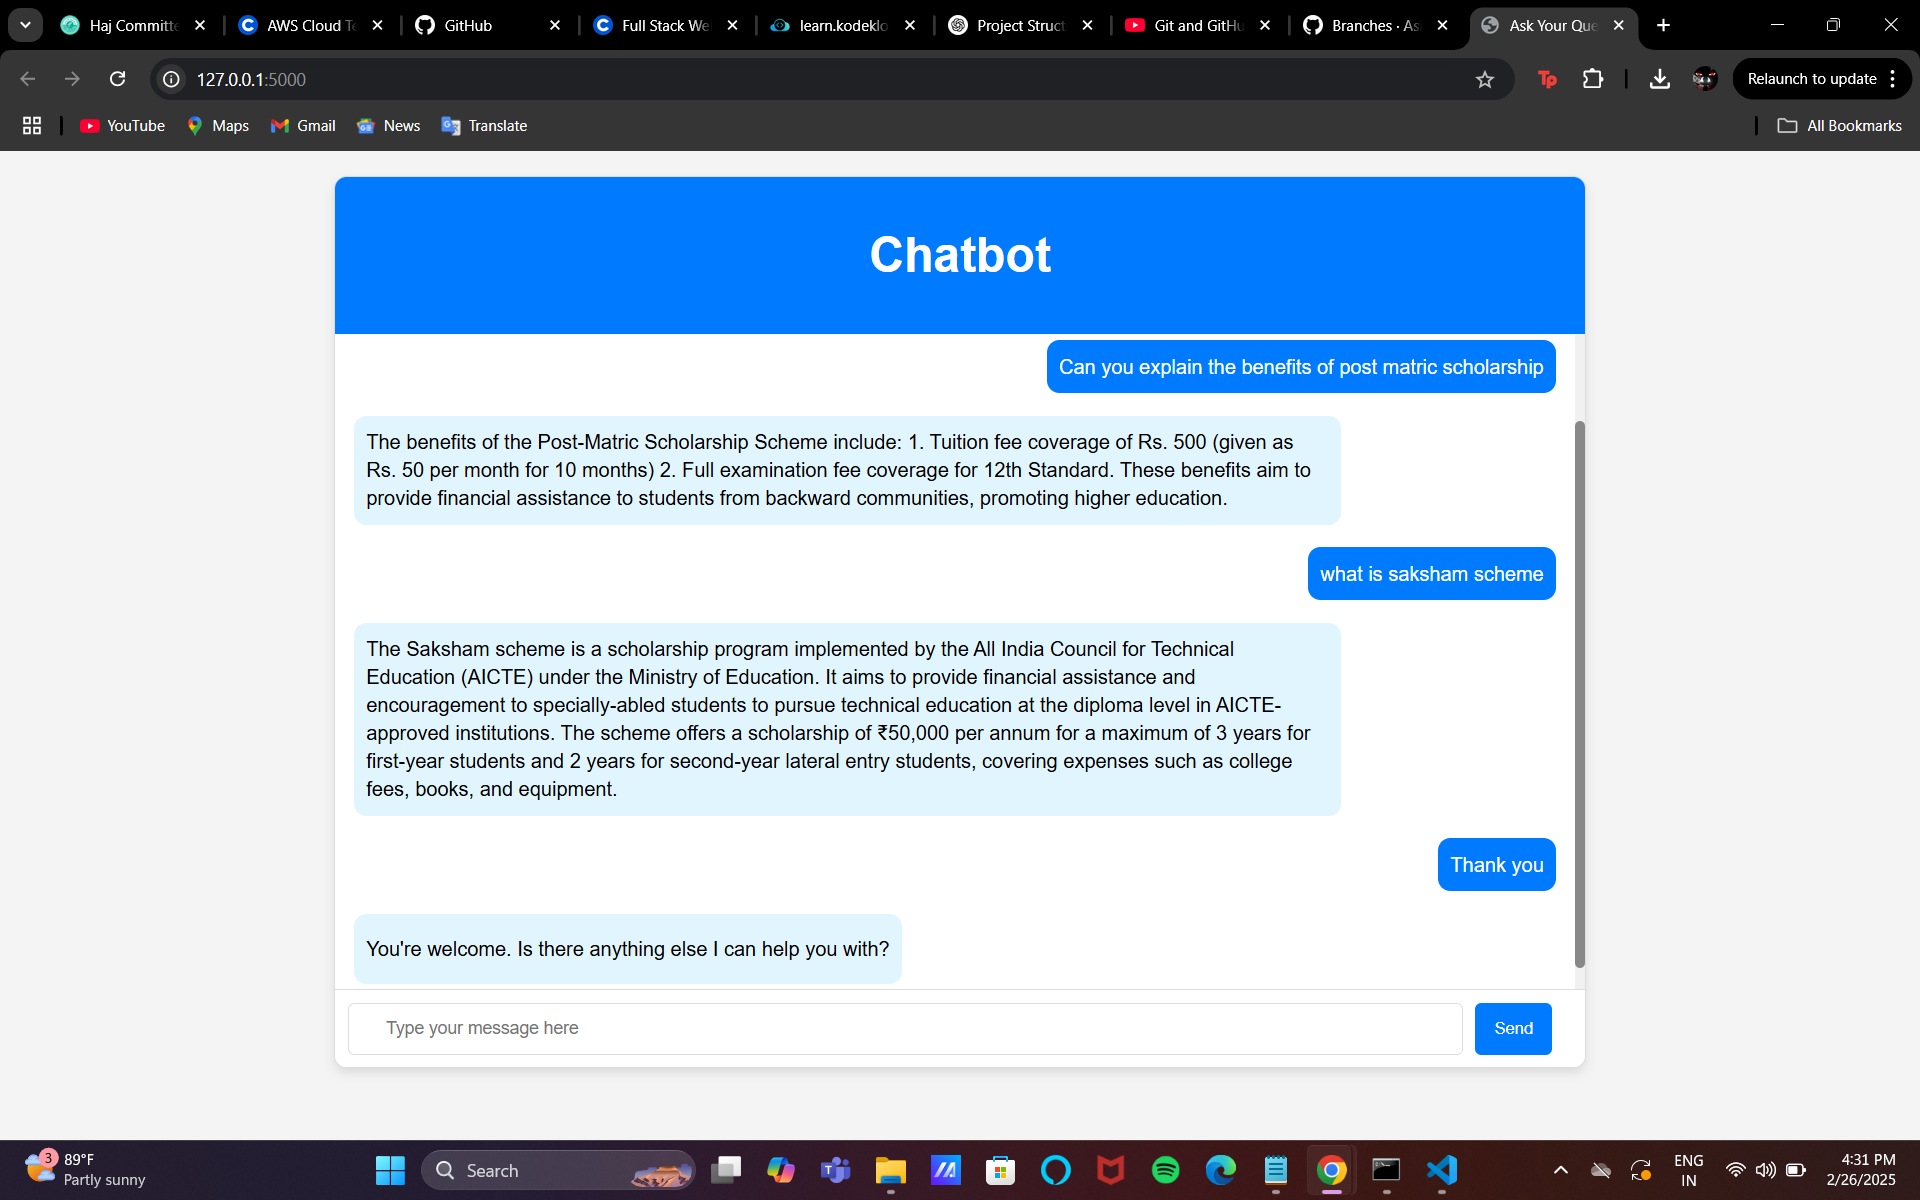 Haj Committe
AWS Cloud Te
GitHub
Full Stack We
learn.kodeklo
Project Struct
Git and GitHu
Branches · As
Ask Your Que
127.0.0.1:5000
Tp
Relaunch to update
YouTube
Maps
Gmail
News
Translate
All Bookmarks
Chatbot
Can you explain the benefits of post matric scholarship
The benefits of the Post-Matric Scholarship Scheme include: 1. Tuition fee coverage of Rs. 500 (given as
Rs. 50 per month for 10 months) 2. Full examination fee coverage for 12th Standard. These benefits aim to
provide financial assistance to students from backward communities, promoting higher education.
what is saksham scheme
The Saksham scheme is a scholarship program implemented by the All India Council for Technical
Education (AICTE) under the Ministry of Education. It aims to provide financial assistance and
encouragement to specially-abled students to pursue technical education at the diploma level in AICTE-
approved institutions. The scheme offers a scholarship of ₹50,000 per annum for a maximum of 3 years for
first-year students and 2 years for second-year lateral entry students, covering expenses such as college
fees, books, and equipment.
Thank you
You're welcome. Is there anything else I can help you with?
Type your message here
Send
3
89°F
Partly sunny
Search
ENG
IN
4:31 PM
2/26/2025